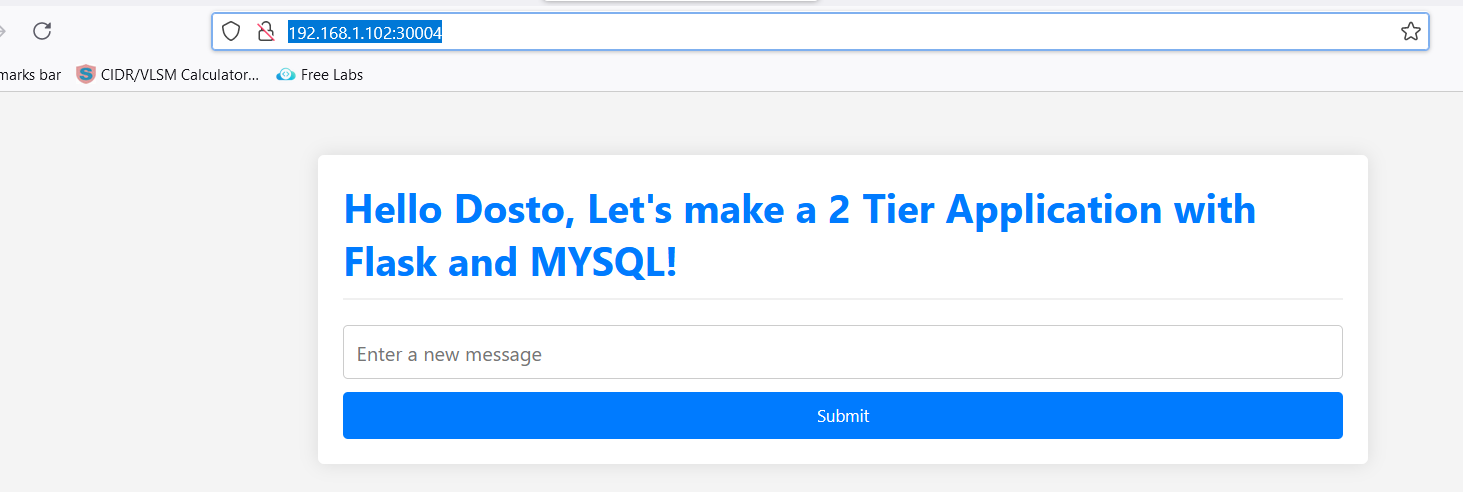 192.168.1.102:30004
marks bar CIDR/VLSM Calculator... Free Labs
Hello Dosto, Let's make a 2 Tier Application with
Flask and MYSQL!
Enter a new message
Submit